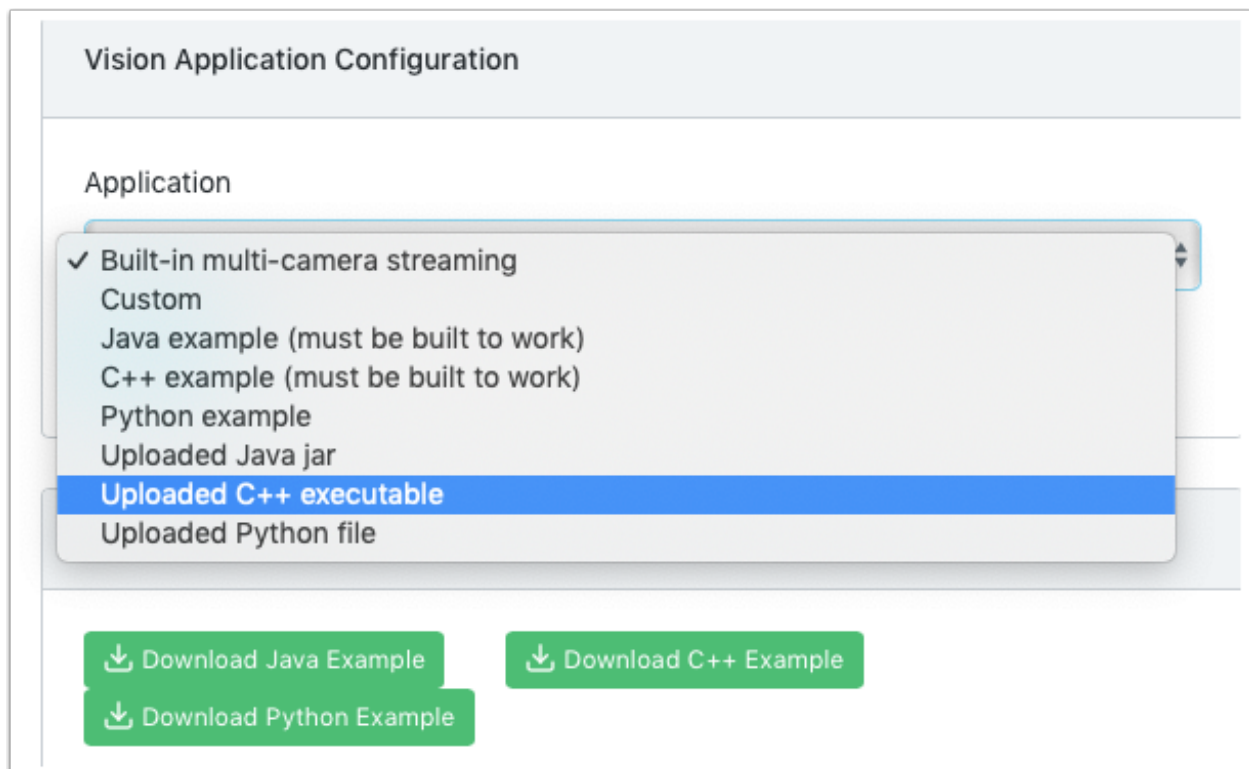 Vision Application Configuration
Application
✓ Built-in multi-camera streaming
Custom
Java example (must be built to work)
C++ example (must be built to work)
Python example
Uploaded Java jar
Uploaded C++ executable
Uploaded Python file
Download Java Example
Download C++ Example
Download Python Example